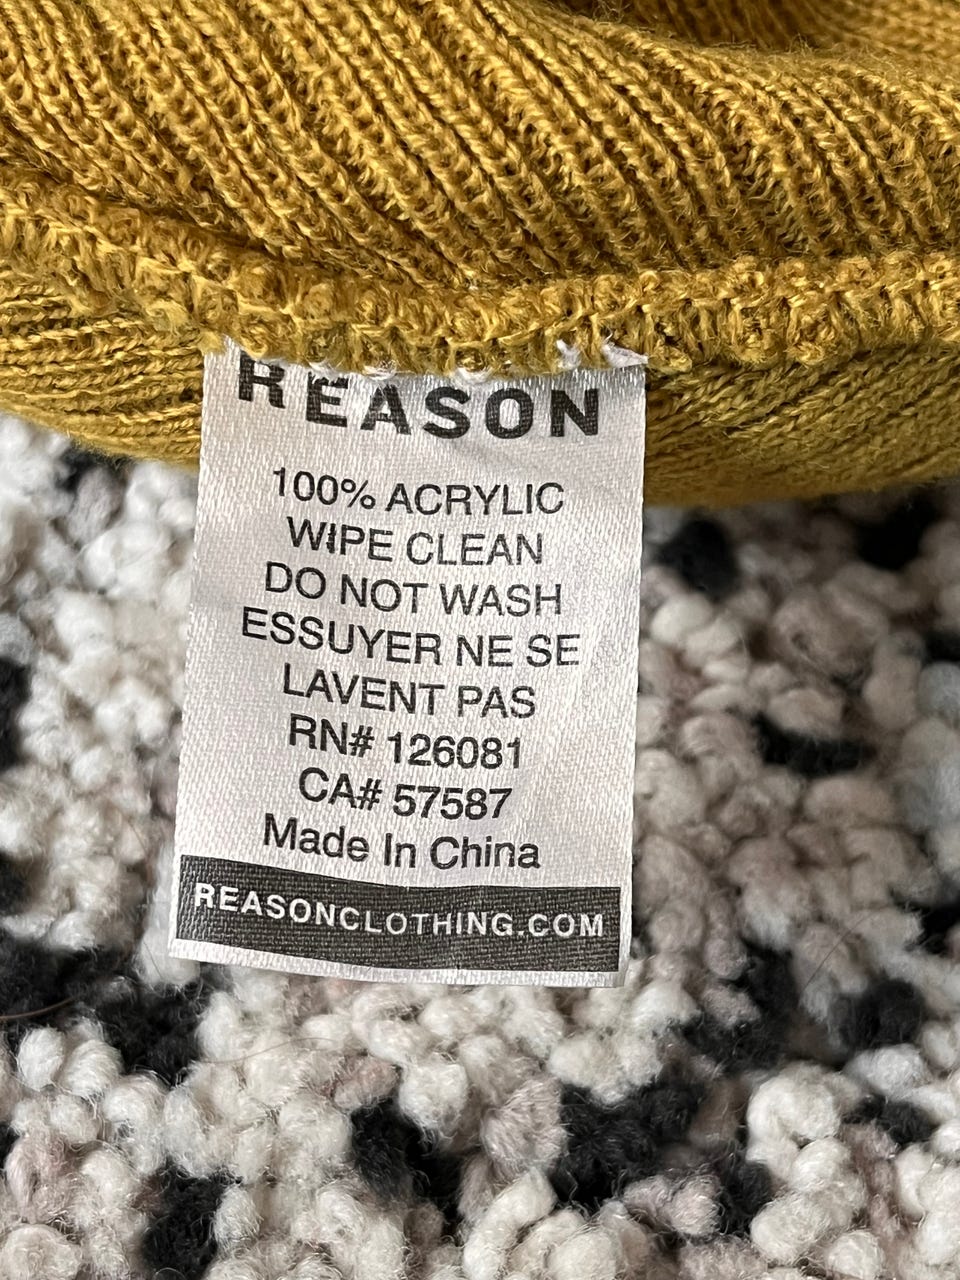 REASON
100% ACRYLIC
WIPE CLEAN
DO NOT WASH
ESSUYER NE SE
LAVENT PAS
RN# 126081
CA# 57587
Made In China
REASONCLOTHING.COM